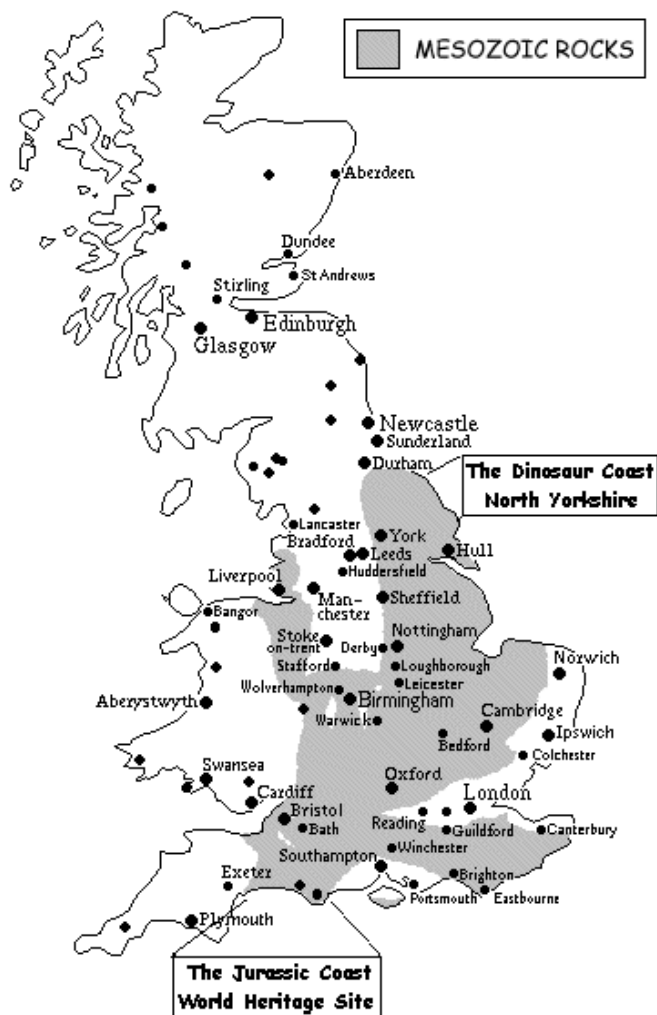 MESOZOIC ROCKS
Aberdeen
Dundee
St Andrews
Stirling
Edinburgh
Glasgow
Newcastle
Sunderland
Durham
The Dinosaur Coast
North Yorkshire
Lancaster
York
Bradford
Leeds
Hull
Huddersfield
Liverpool
Man-
chester
Sheffield
Bangor
Stoke
on-trent
Nottingham
Derby
Stafford
Loughborough
Norwich
Leicester
Wolverhampton
Birmingham
Aberystwyth
Warwick
Cambridge
Bedford
Ipswich
Colchester
Swansea
Oxford
Cardiff
London
Bristol
Reading
Bath
Guildford
Canterbury
Winchester
Southampton
Exeter
Brighton
Portsmouth
Eastbourne
Plymouth
The Jurassic Coast
World Heritage Site